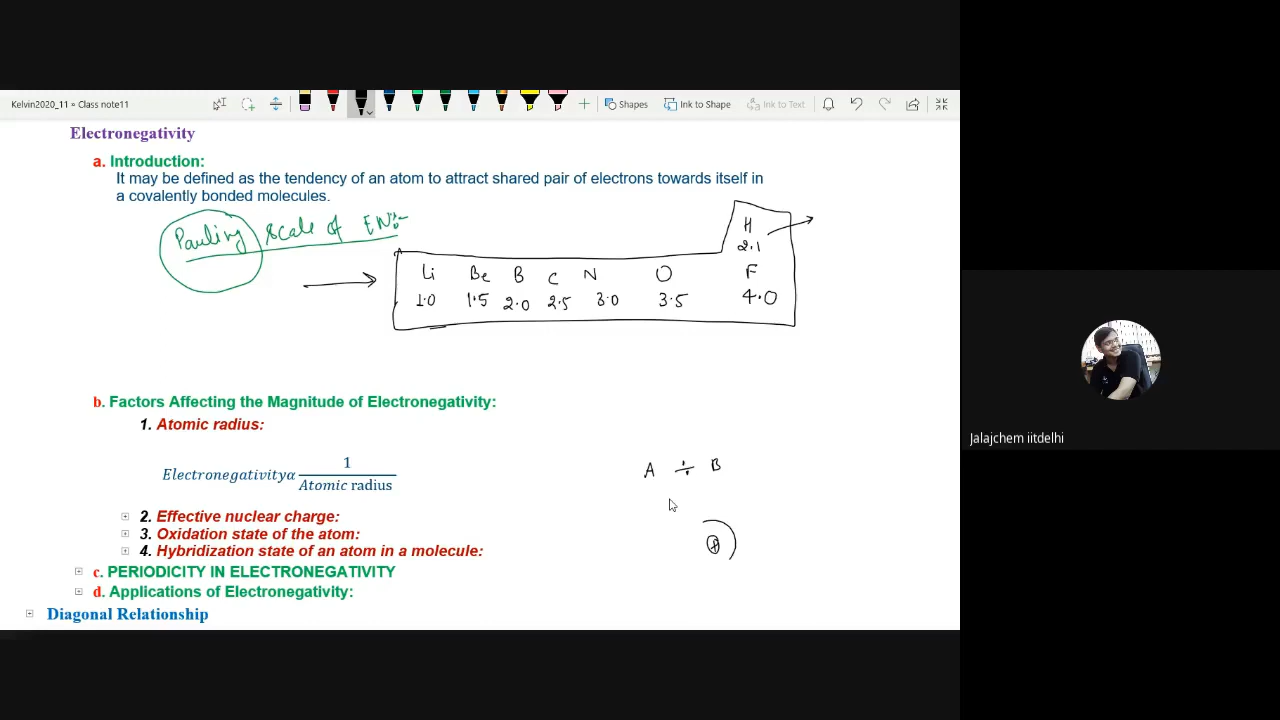 Kelvin2020_11 » Class note11
Shapes
Ink to Shape
Ink to Text
Electronegativity
a. Introduction:
It may be defined as the tendency of an atom to attract shared pair of electrons towards itself in
a covalently bonded molecules.
Pauling scale of EN
H
2.1
Li Be B C N O F
1.0 1.5 2.0 2.5 3.0 3.5 4.0
b. Factors Affecting the Magnitude of Electronegativity:
1. Atomic radius:
Electronegativityα 1
Atomic radius
A ÷ B
2. Effective nuclear charge:
3. Oxidation state of the atom:
4. Hybridization state of an atom in a molecule:
c. PERIODICITY IN ELECTRONEGATIVITY
d. Applications of Electronegativity:
Diagonal Relationship
Jalajchem iitdelhi